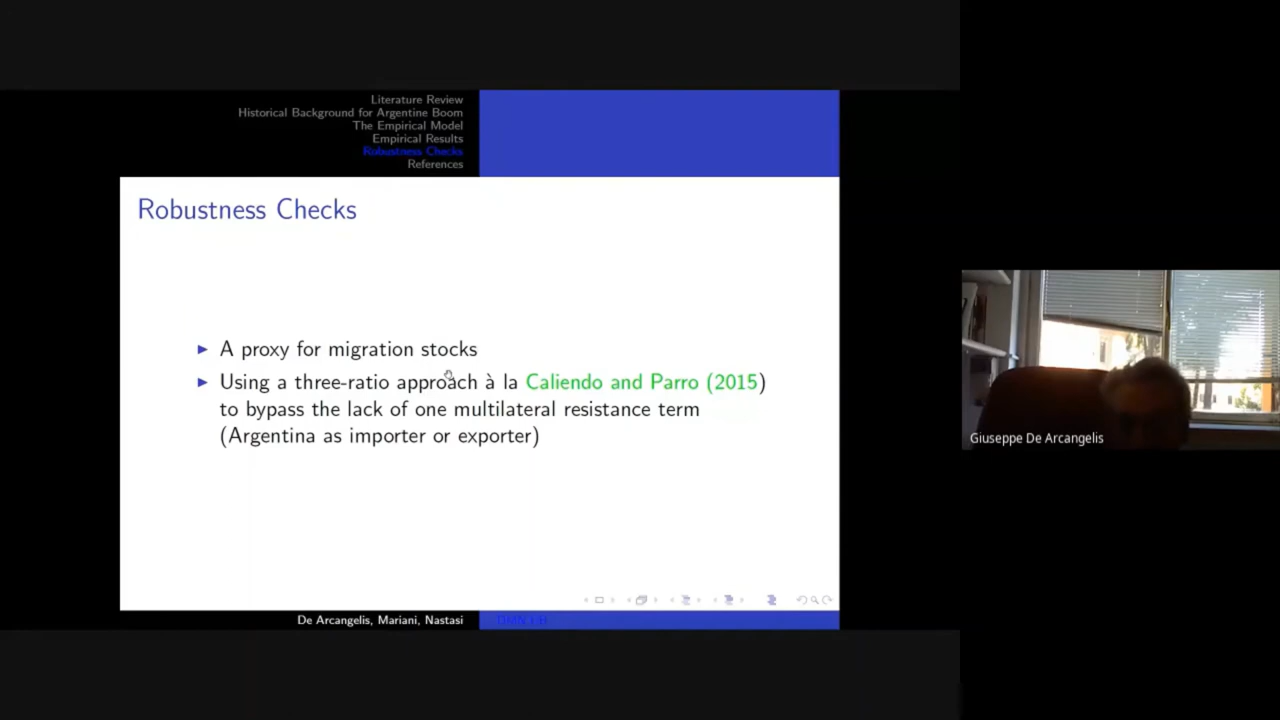 Literature Review
Historical Background for Argentine Boom
The Empirical Model
Empirical Results
Robustness Checks
References
Robustness Checks
A proxy for migration stocks
Using a three-ratio approach à la Caliendo and Parro (2015)
to bypass the lack of one multilateral resistance term
(Argentina as importer or exporter)
De Arcangelis, Mariani, Nastasi
Giuseppe De Arcangelis